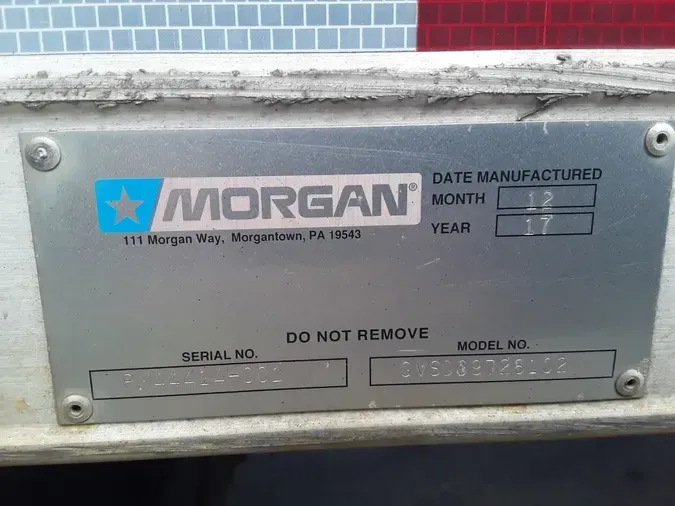 MORGAN®
111 Morgan Way, Morgantown, PA 19543
DATE MANUFACTURED
MONTH 12
YEAR 17
DO NOT REMOVE
SERIAL NO.
MODEL NO.